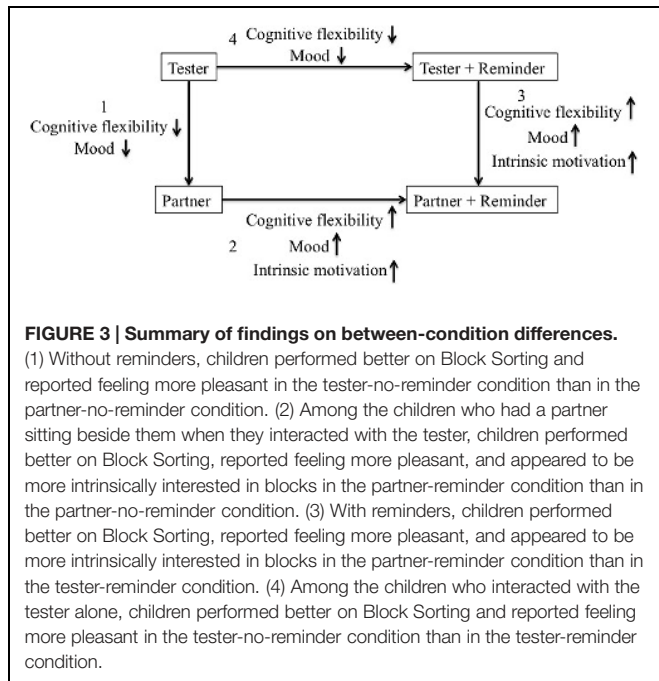 4 Cognitive flexibility ↓
Mood ↓
Tester
Tester + Reminder
1
Cognitive flexibility ↓
Mood ↓
3
Cognitive flexibility ↑
Mood ↑
Intrinsic motivation ↑
Partner
Partner + Reminder
Cognitive flexibility ↑
2 Mood ↑
Intrinsic motivation ↑
FIGURE 3 | Summary of findings on between-condition differences.
(1) Without reminders, children performed better on Block Sorting and
reported feeling more pleasant in the tester-no-reminder condition than in the
partner-no-reminder condition. (2) Among the children who had a partner
sitting beside them when they interacted with the tester, children performed
better on Block Sorting, reported feeling more pleasant, and appeared to be
more intrinsically interested in blocks in the partner-reminder condition than in
the partner-no-reminder condition. (3) With reminders, children performed
better on Block Sorting, reported feeling more pleasant, and appeared to be
more intrinsically interested in blocks in the partner-reminder condition than in
the tester-reminder condition. (4) Among the children who interacted with the
tester alone, children performed better on Block Sorting and reported feeling
more pleasant in the tester-no-reminder condition than in the tester-reminder
condition.